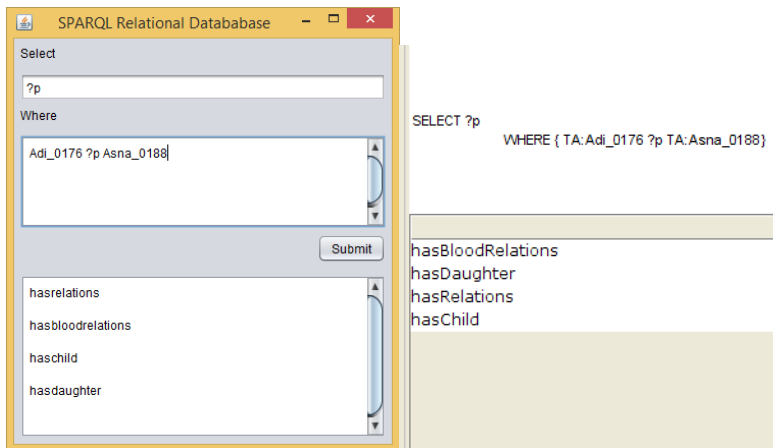 SPARQL Relational Datababase
Select
?p
Where
Adi_0176 ?p Asna_0188
Submit
hasrelations
hasbloodrelations
haschild
hasdaughter
SELECT ?p
WHERE { TA:Adi_0176 ?p TA:Asna_0188}
hasBloodRelations
hasDaughter
hasRelations
hasChild